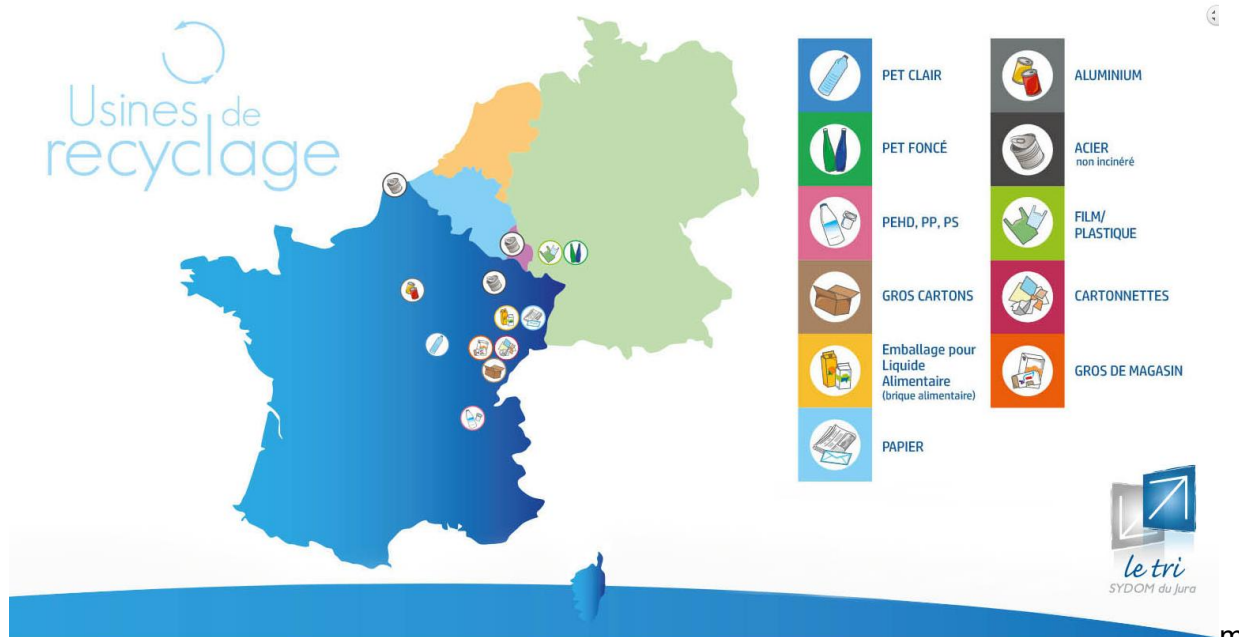 Usines de
recyclage
PET CLAIR
PET FONCÉ
PEHD, PP, PS
GROS CARTONS
Emballage pour
Liquide
Alimentaire
(brique alimentaire)
PAPIER
ALUMINIUM
ACIER
non incinéré
FILM/
PLASTIQUE
CARTONNETTES
GROS DE MAGASIN
le tri
SYDOM du Jura
m